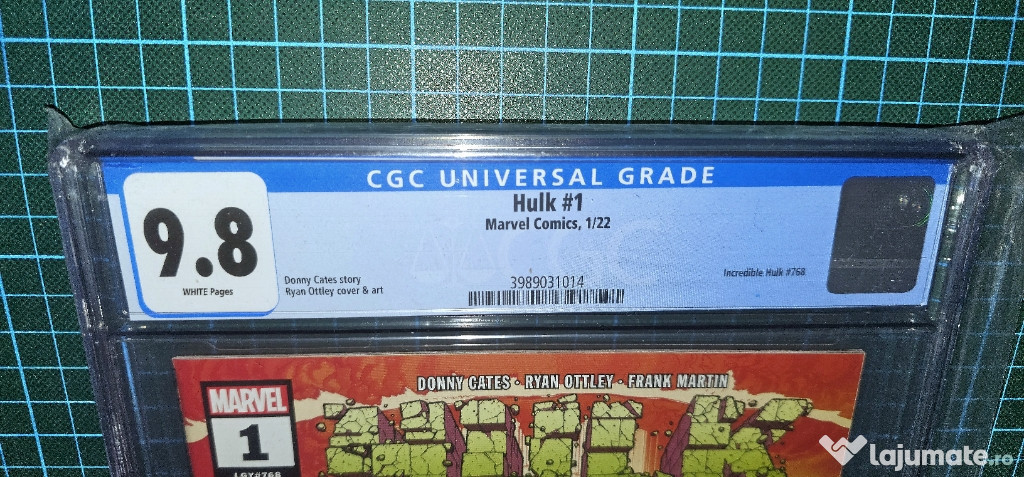 CGC UNIVERSAL GRADE
Hulk #1
Marvel Comics, 1/22
9.8
WHITE Pages
Donny Cates story
Ryan Ottley cover & art
3989031014
Incredible Hulk #768
DONNY CATES · RYAN OTTLEY · FRANK MARTIN
MARVEL
1
LGY#768
HULK
lajumate.ro